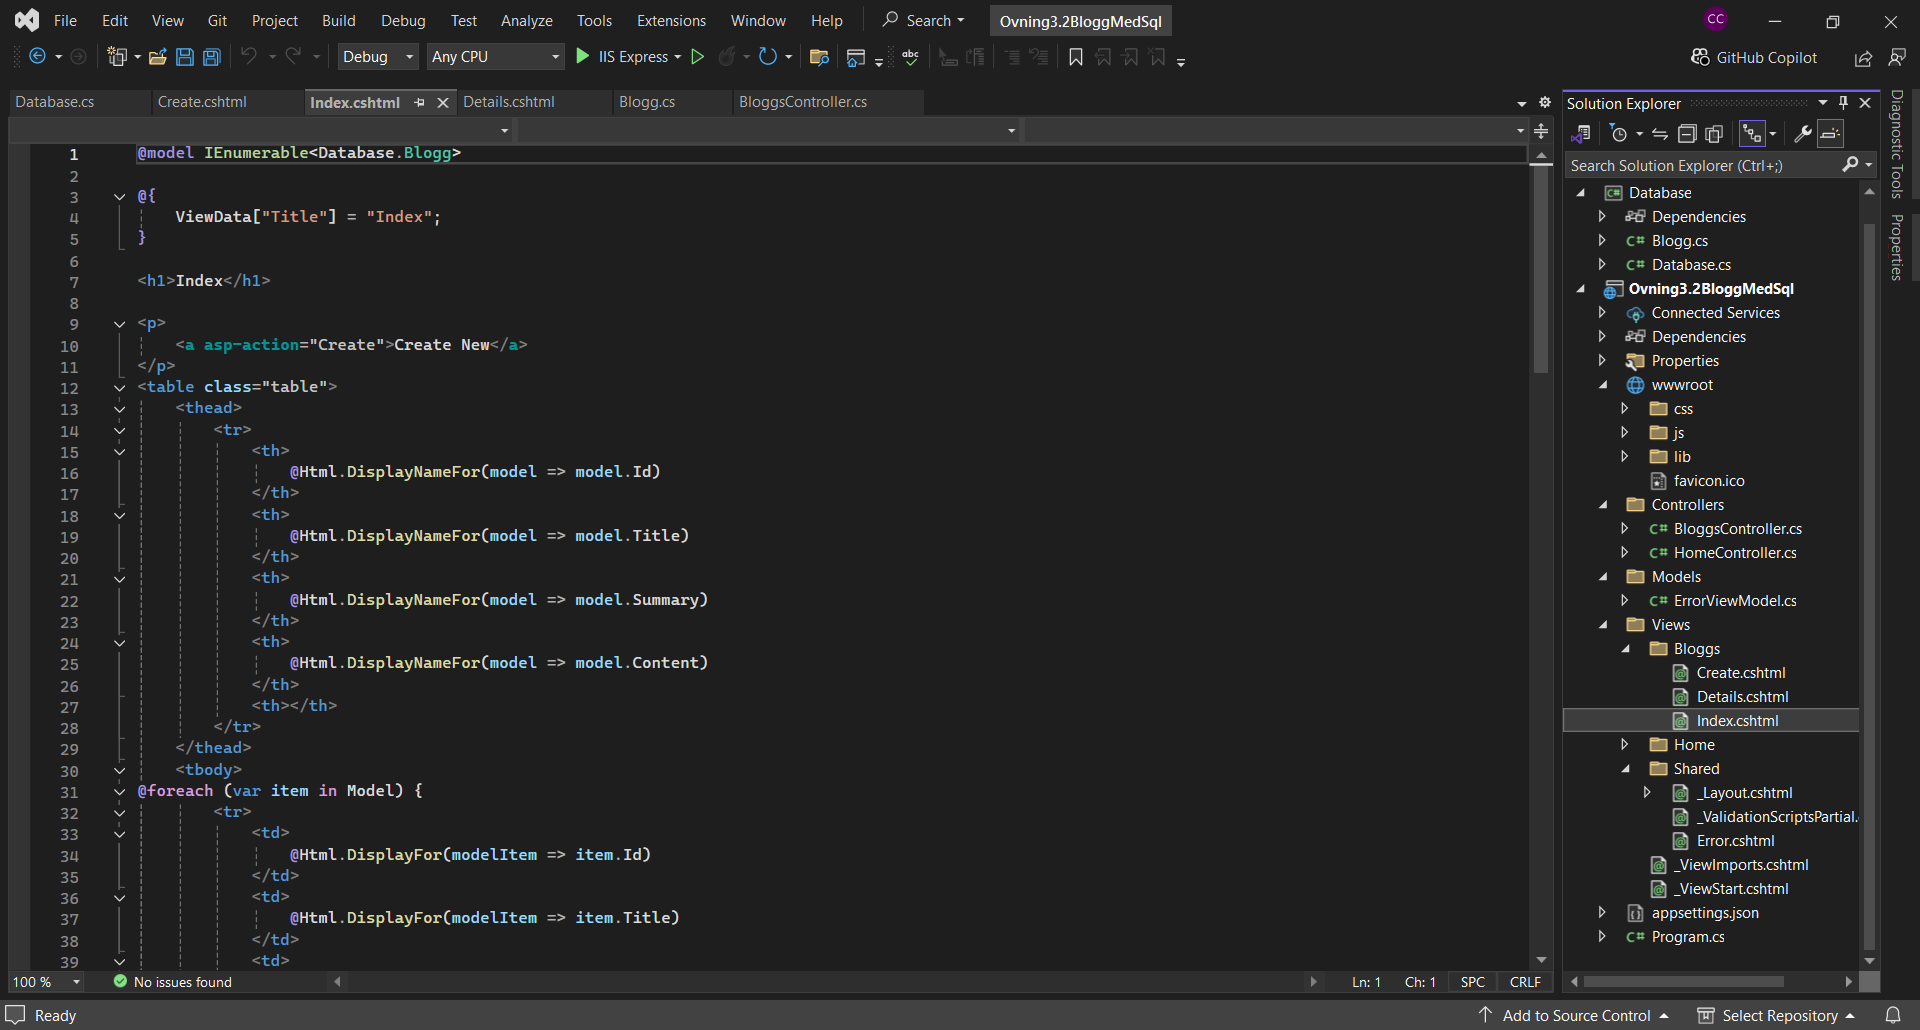 File Edit View Git Project Build Debug Test Analyze Tools Extensions Window Help Search Ovning3.2BloggMedSql CC
Debug Any CPU IIS Express abc GitHub Copilot
Database.cs Create.cshtml Index.cshtml Details.cshtml Blogg.cs BloggsController.cs
1 @model IEnumerable<Database.Blogg>
2
3 @{
4 ViewData["Title"] = "Index";
5 }
6
7 <h1>Index</h1>
8
9 <p>
10 <a asp-action="Create">Create New</a>
11 </p>
12 <table class="table">
13 <thead>
14 <tr>
15 <th>
16 @Html.DisplayNameFor(model => model.Id)
17 </th>
18 <th>
19 @Html.DisplayNameFor(model => model.Title)
20 </th>
21 <th>
22 @Html.DisplayNameFor(model => model.Summary)
23 </th>
24 <th>
25 @Html.DisplayNameFor(model => model.Content)
26 </th>
27 <th></th>
28 </tr>
29 </thead>
30 <tbody>
31 @foreach (var item in Model) {
32 <tr>
33 <td>
34 @Html.DisplayFor(modelItem => item.Id)
35 </td>
36 <td>
37 @Html.DisplayFor(modelItem => item.Title)
38 </td>
39 <td>
100 % No issues found Ln: 1 Ch: 1 SPC CRLF
Solution Explorer
Search Solution Explorer (Ctrl+;)
Database
Dependencies
C# Blogg.cs
C# Database.cs
Ovning3.2BloggMedSql
Connected Services
Dependencies
Properties
wwwroot
css
js
lib
favicon.ico
Controllers
C# BloggsController.cs
C# HomeController.cs
Models
C# ErrorViewModel.cs
Views
Bloggs
Create.cshtml
Details.cshtml
Index.cshtml
Home
Shared
_Layout.cshtml
_ValidationScriptsPartial.
Error.cshtml
_ViewImports.cshtml
_ViewStart.cshtml
appsettings.json
C# Program.cs
Diagnostic Tools
Properties
Ready Add to Source Control Select Repository